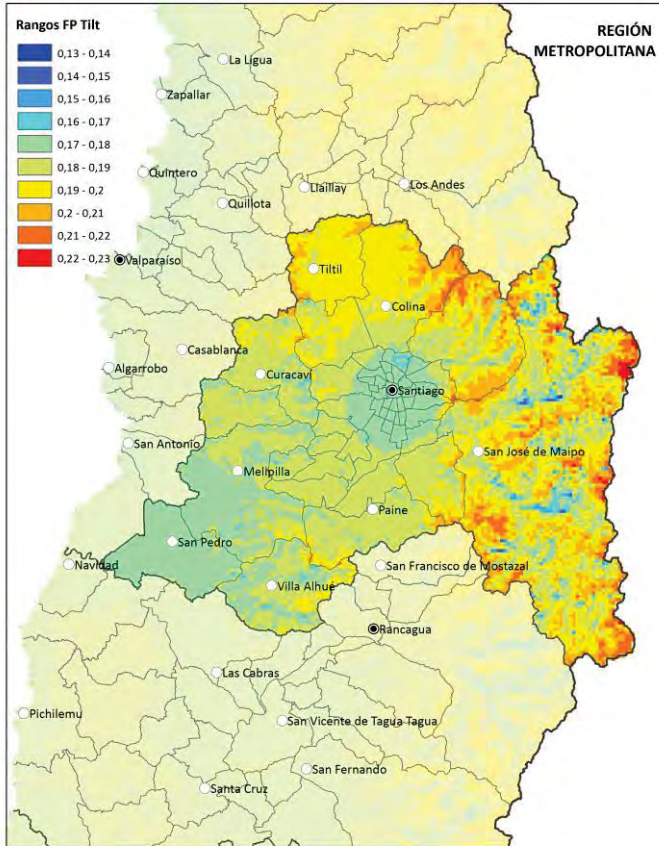 Rangos FP Tilt
0,13 - 0,14
0,14 - 0,15
0,15 - 0,16
0,16 - 0,17
0,17 - 0,18
0,18 - 0,19
0,19 - 0,2
0,2 - 0,21
0,21 - 0,22
0,22 - 0,23
REGIÓN
METROPOLITANA
La Ligua
Zapallar
Quintero
Llaillay
Los Andes
Quillota
Valparaíso
Tiltil
Colina
Casablanca
Algarrobo
Curacaví
Santiago
San Antonio
San José de Maipo
Melipilla
Paine
San Pedro
Navidad
San Francisco de Mostazal
Villa Alhué
Rancagua
Las Cabras
Pichilemu
San Vicente de Tagua Tagua
San Fernando
Santa Cruz